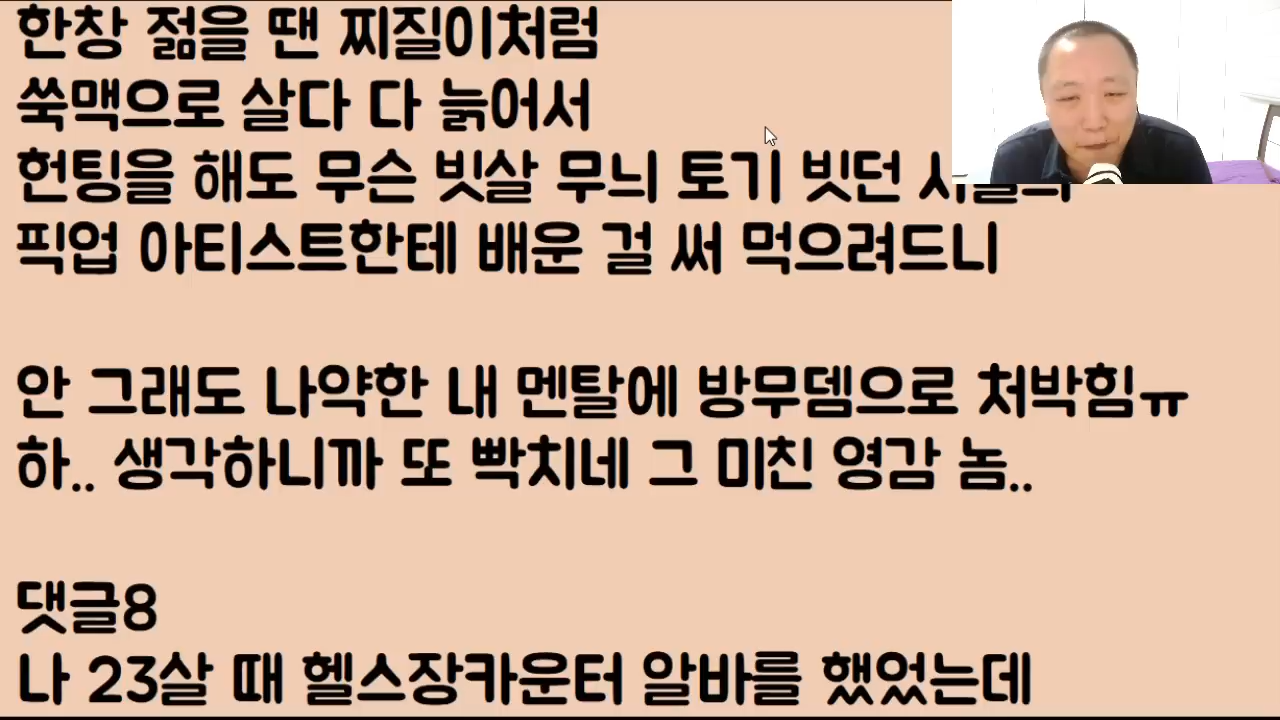 한창 젊을 땐 찌질이처럼
쑥맥으로 살다 다 늙어서
헌팅을 해도 무슨 빗살 무늬 토기 빗던
픽업 아티스트한테 배운 걸 써 먹으려드니
안 그래도 나약한 내 멘탈에 방무뎀으로 처박힘ㅠ
하.. 생각하니까 또 빡치네 그 미친 영감 놈..
댓글8
나 23살 때 헬스장카운터 알바를 했었는데